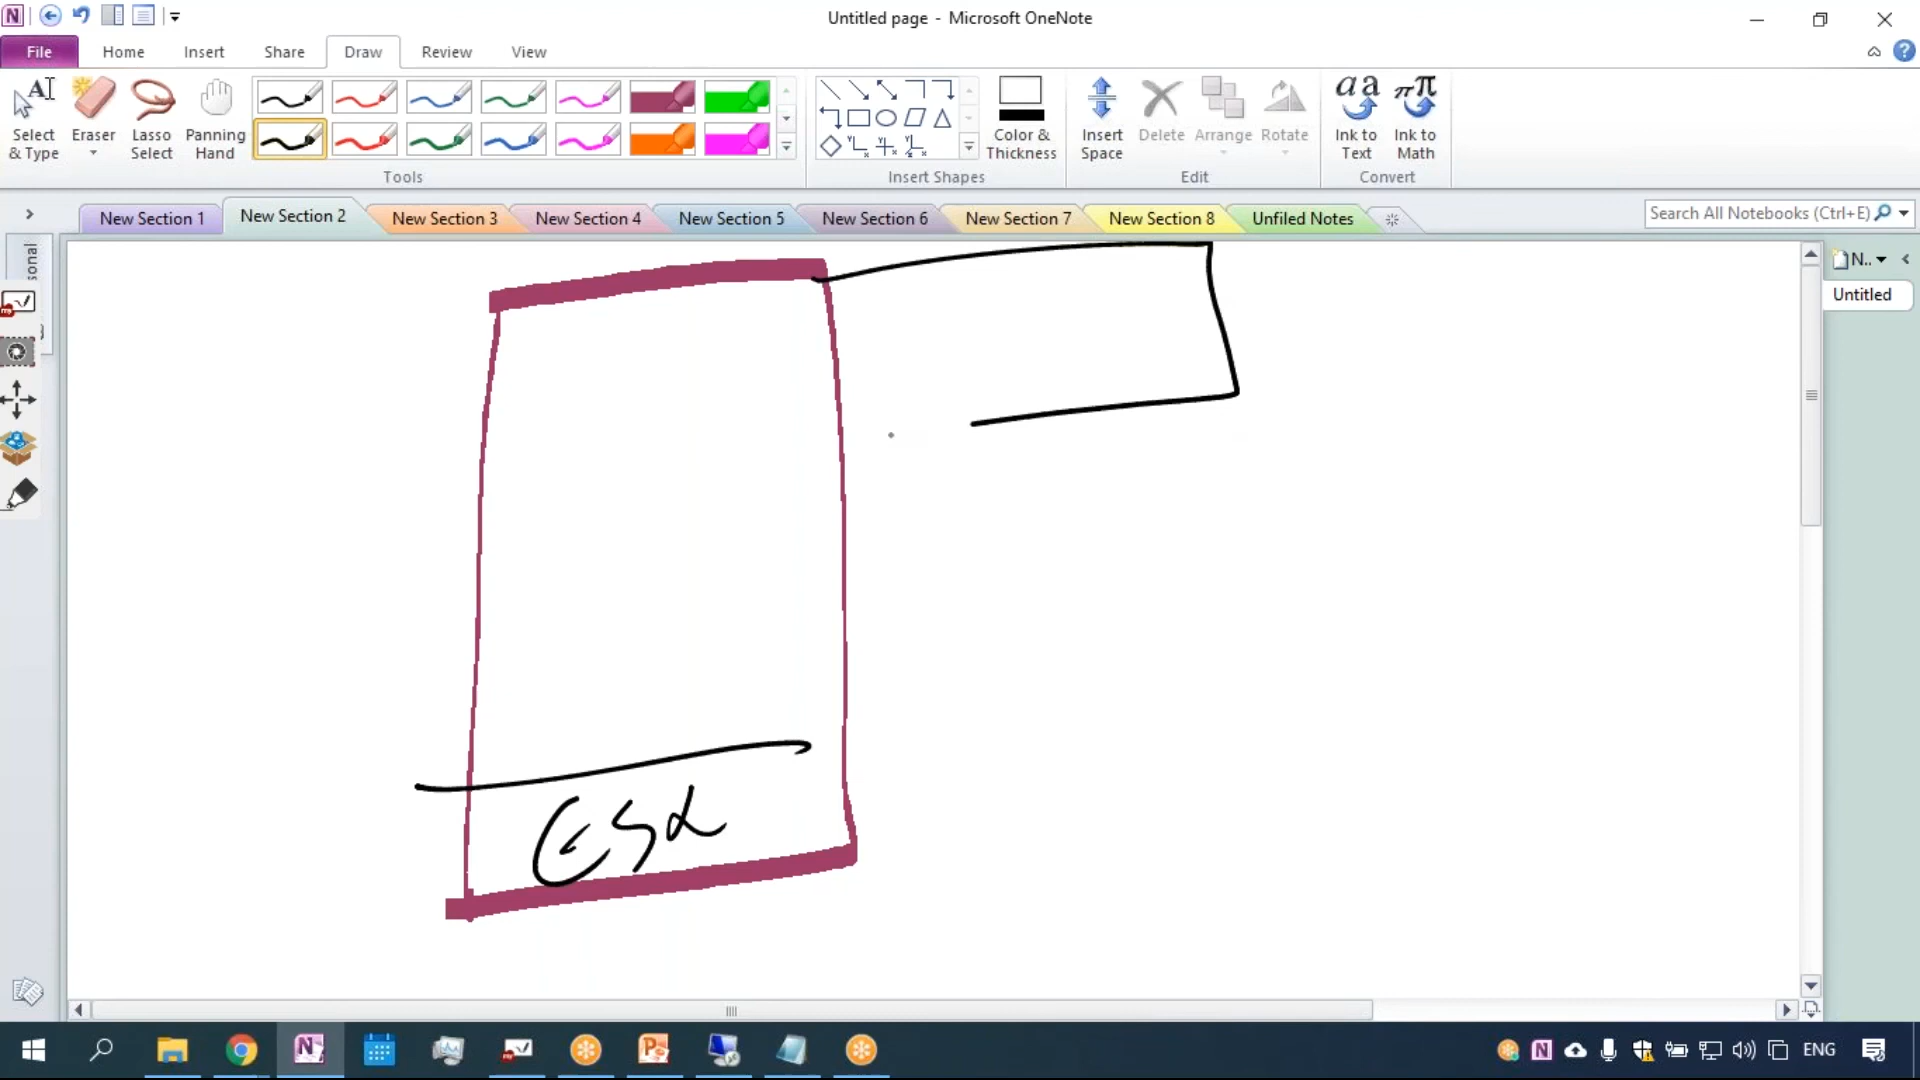 Untitled page - Microsoft OneNote
File Home Insert Share Draw Review View
Select & Type
Eraser
Lasso Select
Panning Hand
Color & Thickness
Insert Space
Delete
Arrange
Rotate
Ink to Text
Ink to Math
Tools
Insert Shapes
Edit
Convert
New Section 1
New Section 2
New Section 3
New Section 4
New Section 5
New Section 6
New Section 7
New Section 8
Unfiled Notes
Search All Notebooks (Ctrl+E)
sonal
N..
Untitled
ENG